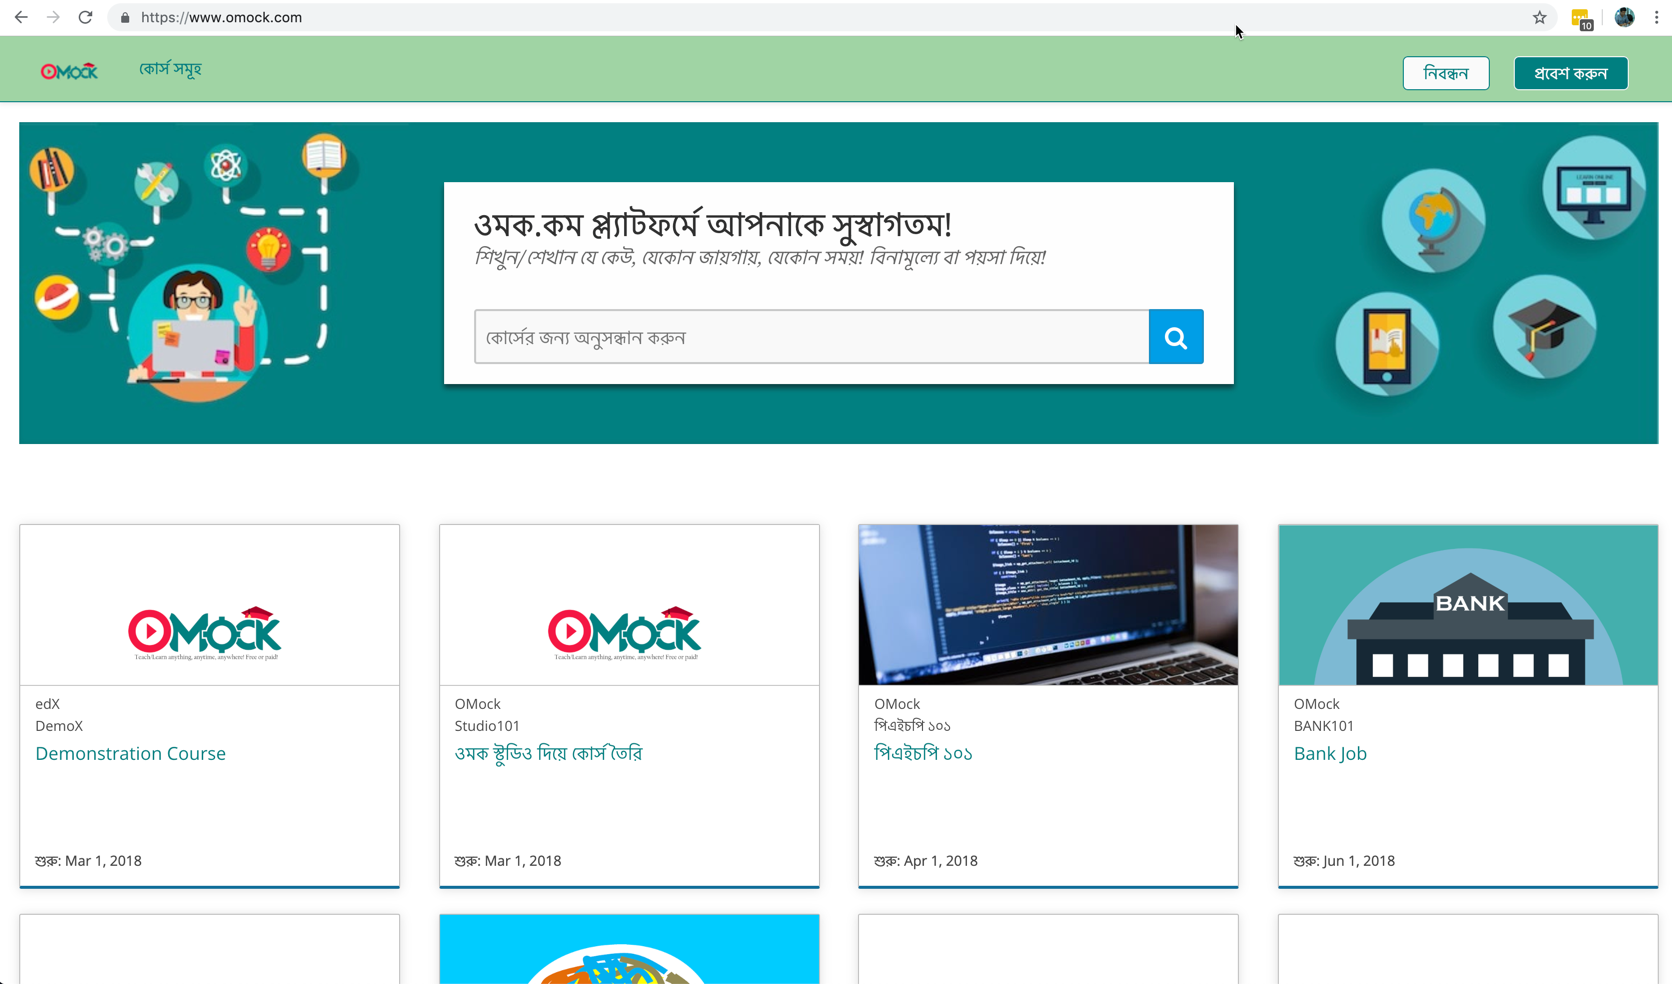 https://www.omock.com
10
OMock
কোর্স সমূহ
নিবন্ধন
প্রবেশ করুন
LEARN ONLINE
ওমক.কম প্ল্যাটফর্মে আপনাকে সুস্বাগতম!
শিখুন/শেখান যে কেউ, যেকোন জায়গায়, যেকোন সময়! বিনামূল্যে বা পয়সা দিয়ে!
কোর্সের জন্য অনুসন্ধান করুন
OMock
Teach/Learn anything, anytime, anywhere! Free or paid!
edX
DemoX
Demonstration Course
শুরু: Mar 1, 2018
OMock
Teach/Learn anything, anytime, anywhere! Free or paid!
OMock
Studio101
ওমক স্টুডিও দিয়ে কোর্স তৈরি
শুরু: Mar 1, 2018
OMock
পিএইচপি ১০১
পিএইচপি ১০১
শুরু: Apr 1, 2018
BANK
OMock
BANK101
Bank Job
শুরু: Jun 1, 2018